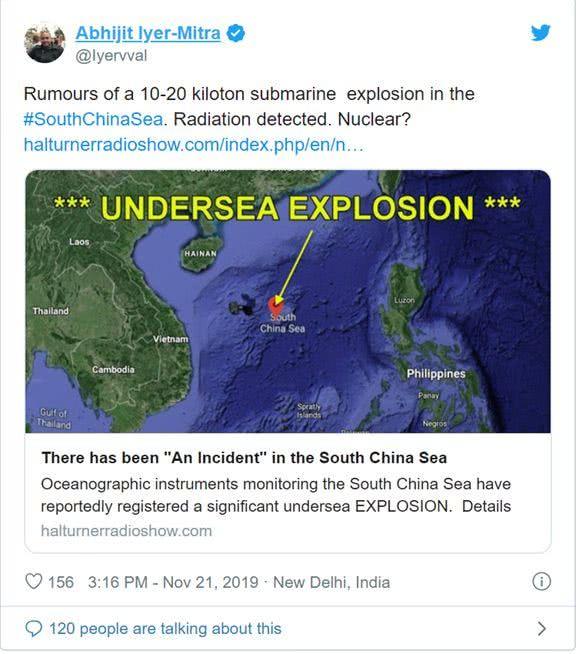 Abhijit Iyer-Mitra
@Iyervval
Rumours of a 10-20 kiloton submarine explosion in the
#SouthChinaSea. Radiation detected. Nuclear?
halturnerradioshow.com/index.php/en/n…
*** UNDERSEA EXPLOSION ***
Laos
HAINAN
Thailand
Luzon
South
China Sea
Vietnam
Cambodia
Philippines
Panay
Gulf of
Thailand
Spratly
Islands
Negros
There has been "An Incident" in the South China Sea
Oceanographic instruments monitoring the South China Sea have
reportedly registered a significant undersea EXPLOSION. Details
halturnerradioshow.com
156 3:16 PM - Nov 21, 2019 · New Delhi, India
120 people are talking about this